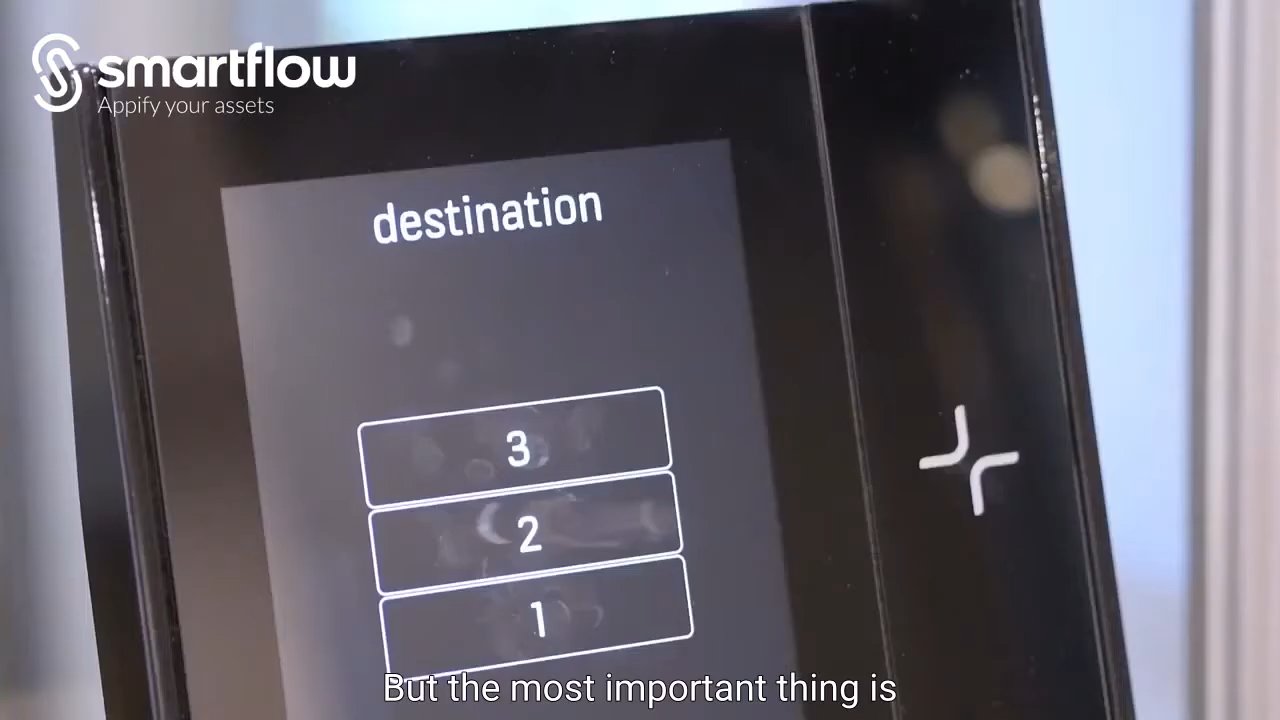 smartflow
Appify your assets
destination
3
2
1
But the most important thing is